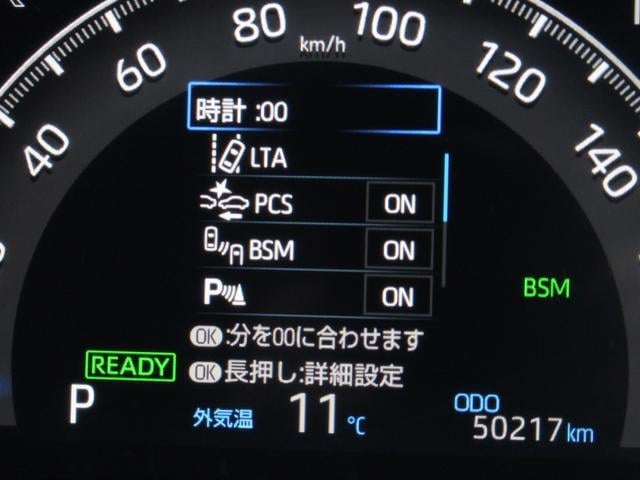 80
100
km/h
60
120
40
140
時計 :00
LTA
PCS ON
BSM ON
P ON
BSM
OK :分を00に合わせます
READY
OK 長押し:詳細設定
P
外気温 11 °C
ODO
50217 km